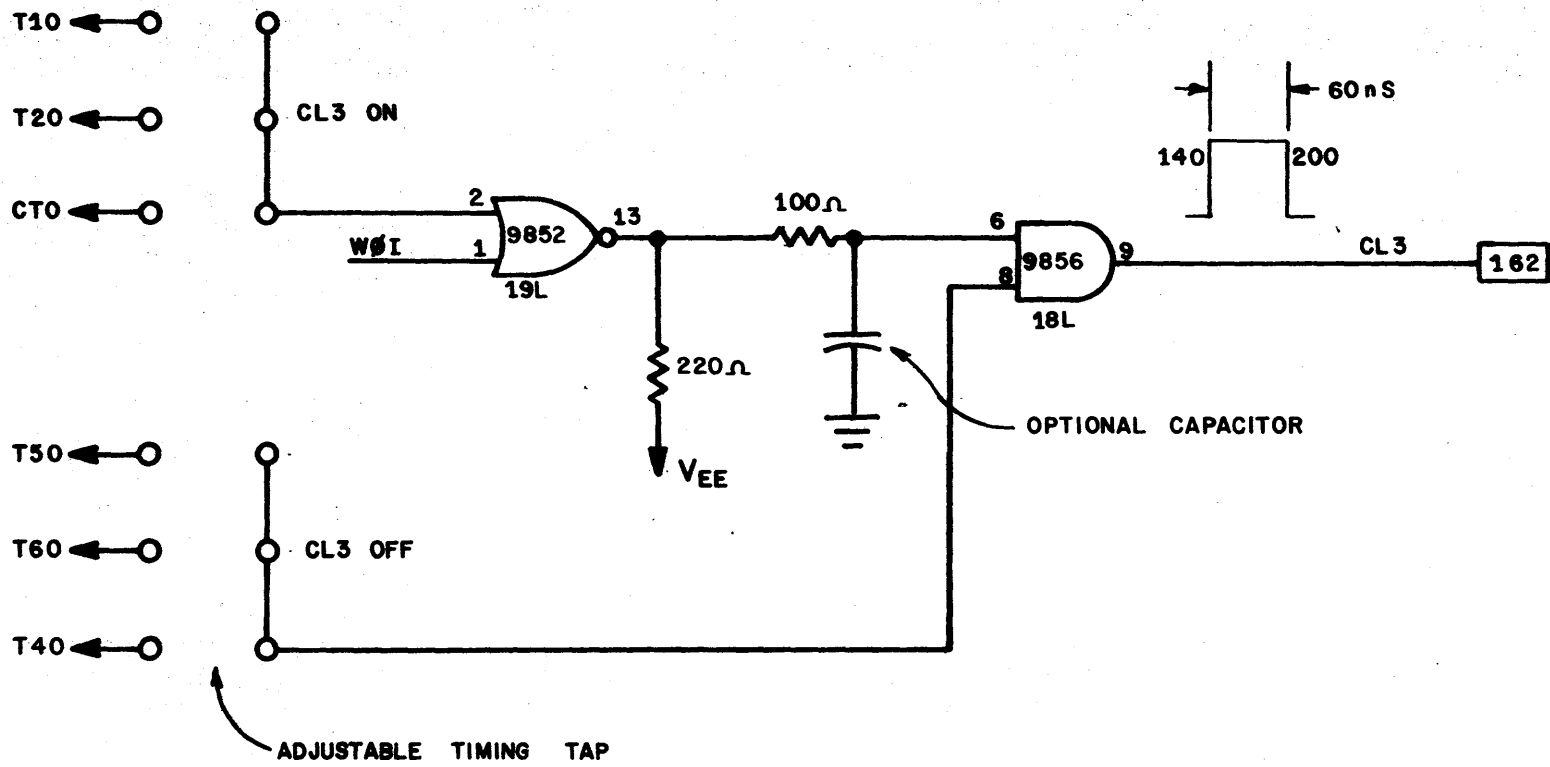 T10
T20
CL3 ON
CTO
2
WØI
1
9852
19L
13
100Ω
220Ω
VEE
6
8
9856
18L
9
CL3
162
60nS
140
200
OPTIONAL CAPACITOR
T50
T60
CL3 OFF
T40
ADJUSTABLE TIMING TAP